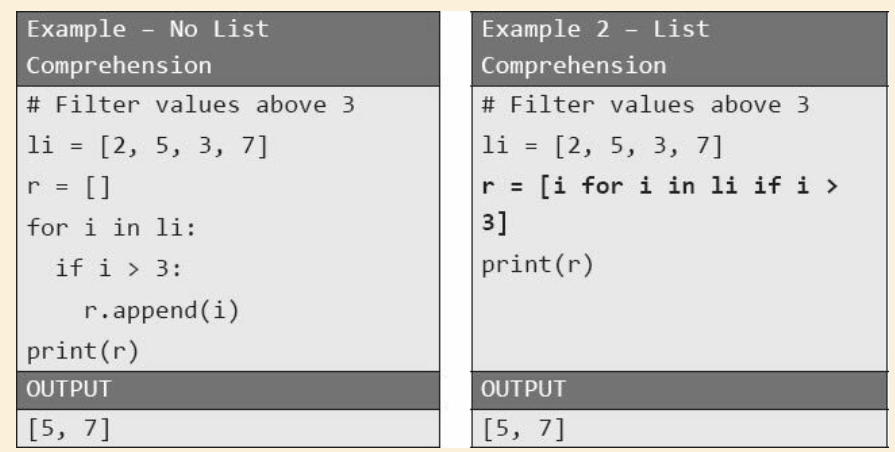 Example – No List
Comprehension
# Filter values above 3
li = [2, 5, 3, 7]
r = []
for i in li:
  if i > 3:
    r.append(i)
print(r)
OUTPUT
[5, 7]
Example 2 – List
Comprehension
# Filter values above 3
li = [2, 5, 3, 7]
r = [i for i in li if i >
3]
print(r)
OUTPUT
[5, 7]